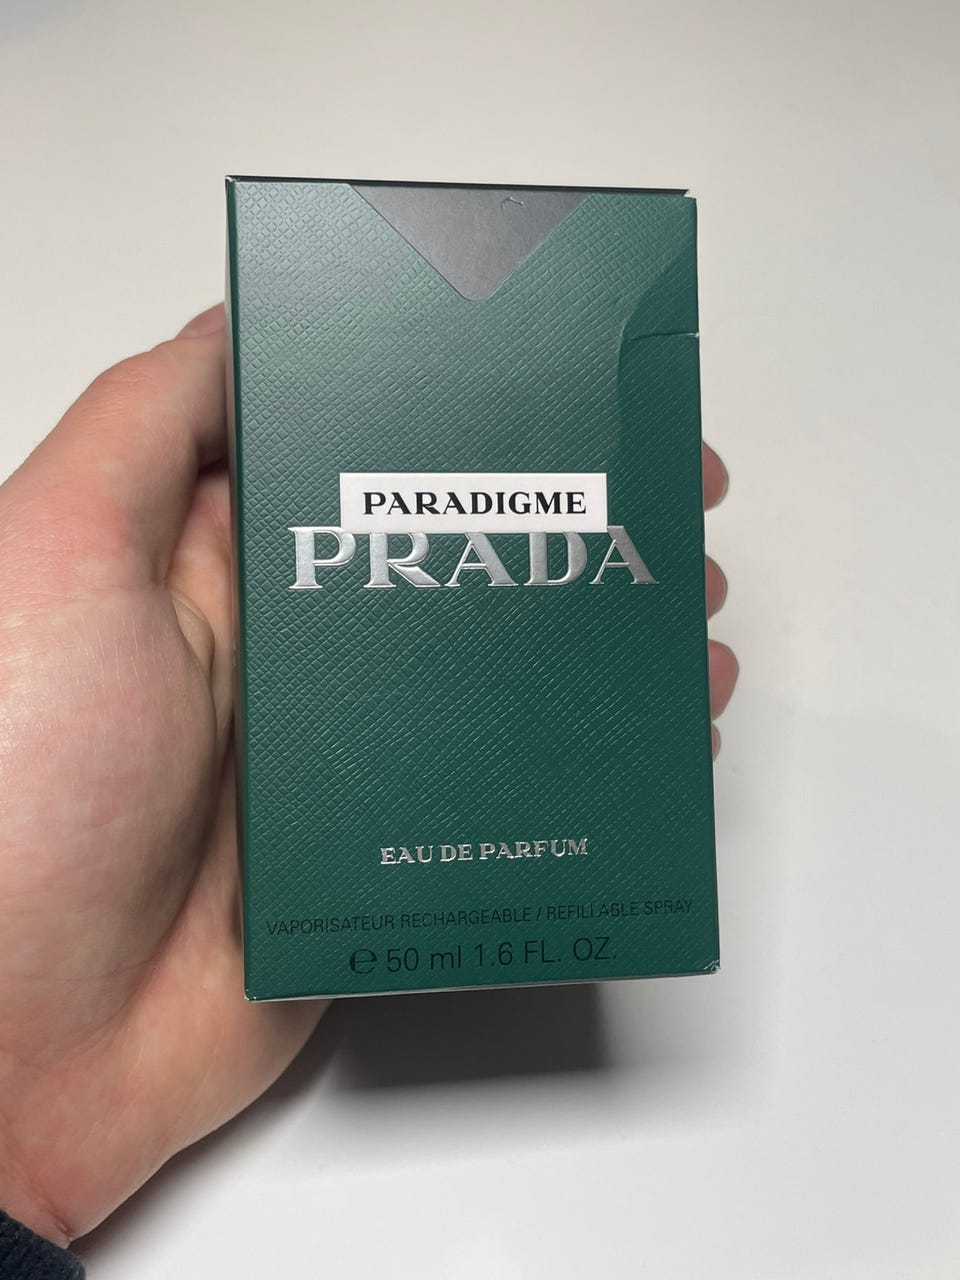 PARADIGME
PRADA
EAU DE PARFUM
VAPORISATEUR RECHARGEABLE / REFILLABLE SPRAY
℮ 50 ml 1.6 FL. OZ.